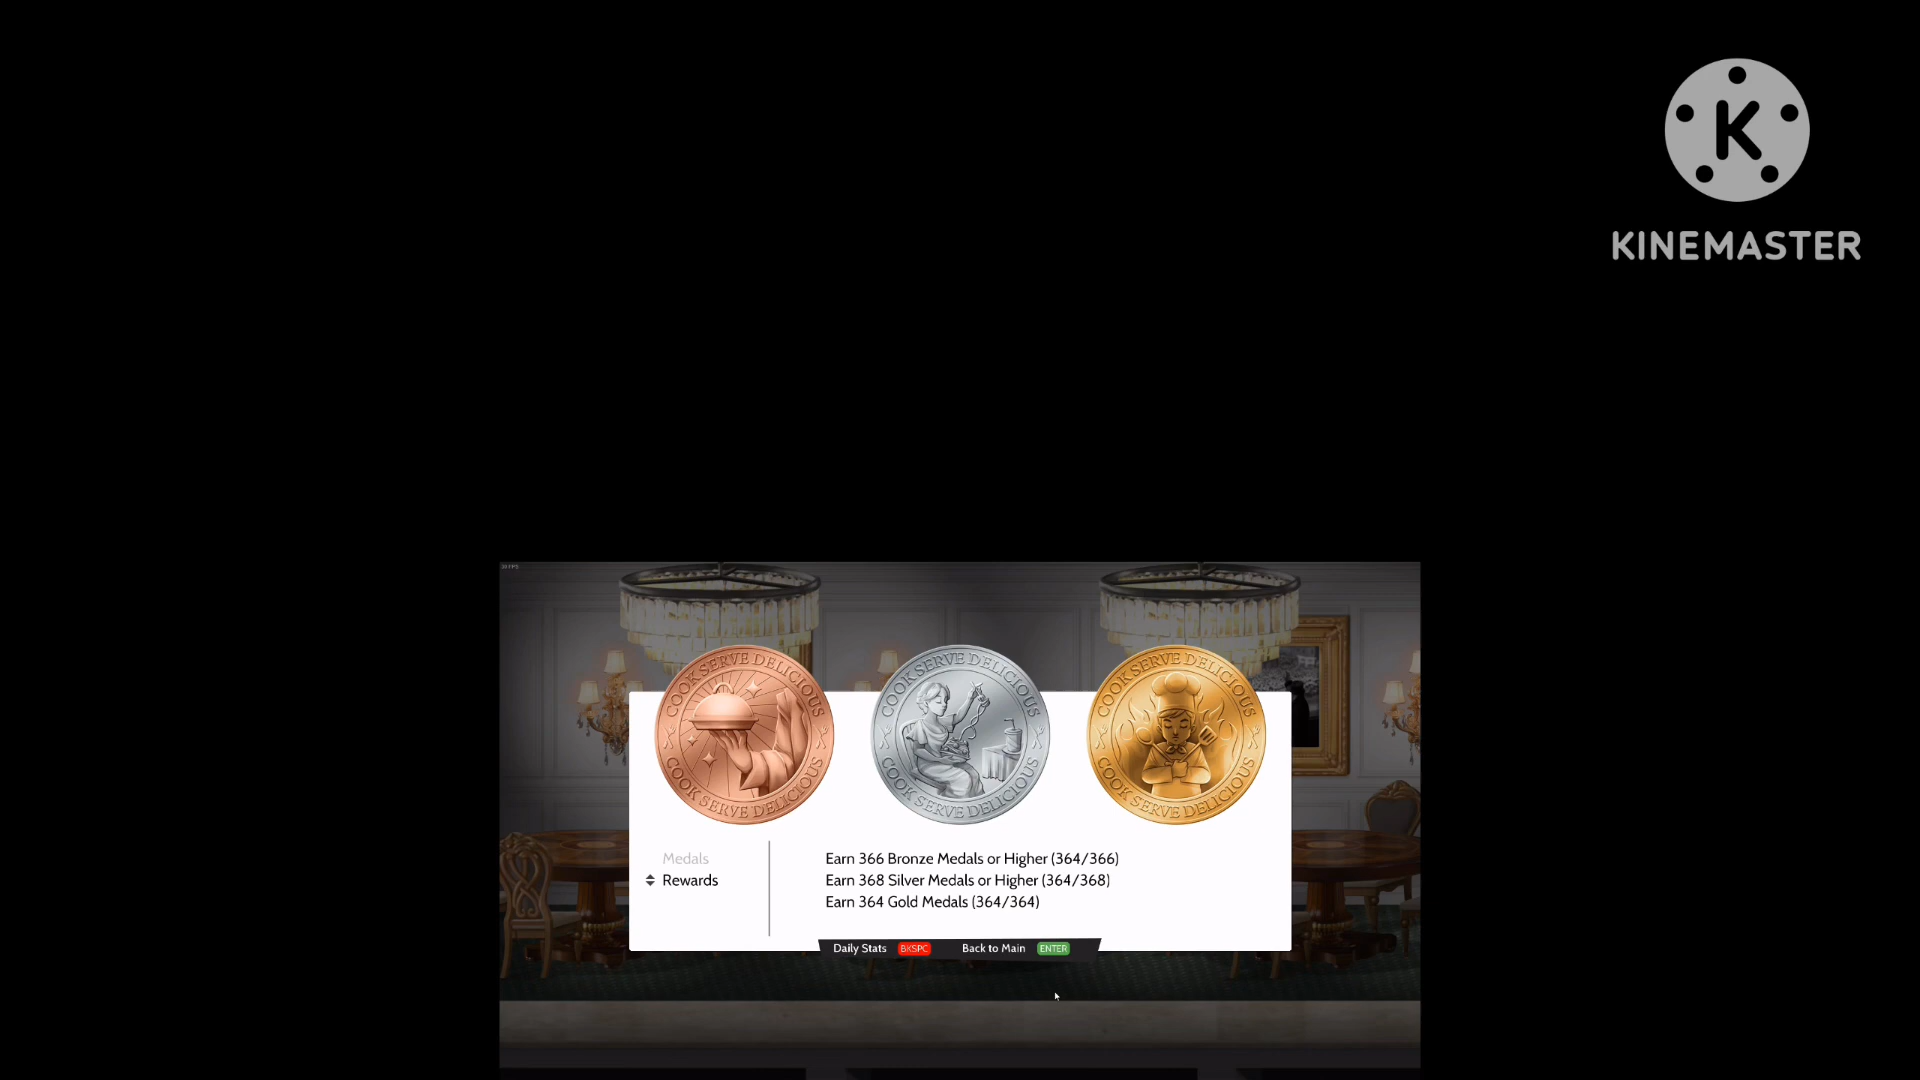 KINEMASTER
COOK SERVE DELICIOUS
COOK SERVE DELICIOUS
COOK SERVE DELICIOUS
COOK SERVE DELICIOUS
COOK SERVE DELICIOUS
COOK SERVE DELICIOUS
Medals
Rewards
Earn 366 Bronze Medals or Higher (364/366)
Earn 368 Silver Medals or Higher (364/368)
Earn 364 Gold Medals (364/364)
Daily Stats BKSPC Back to Main ENTER